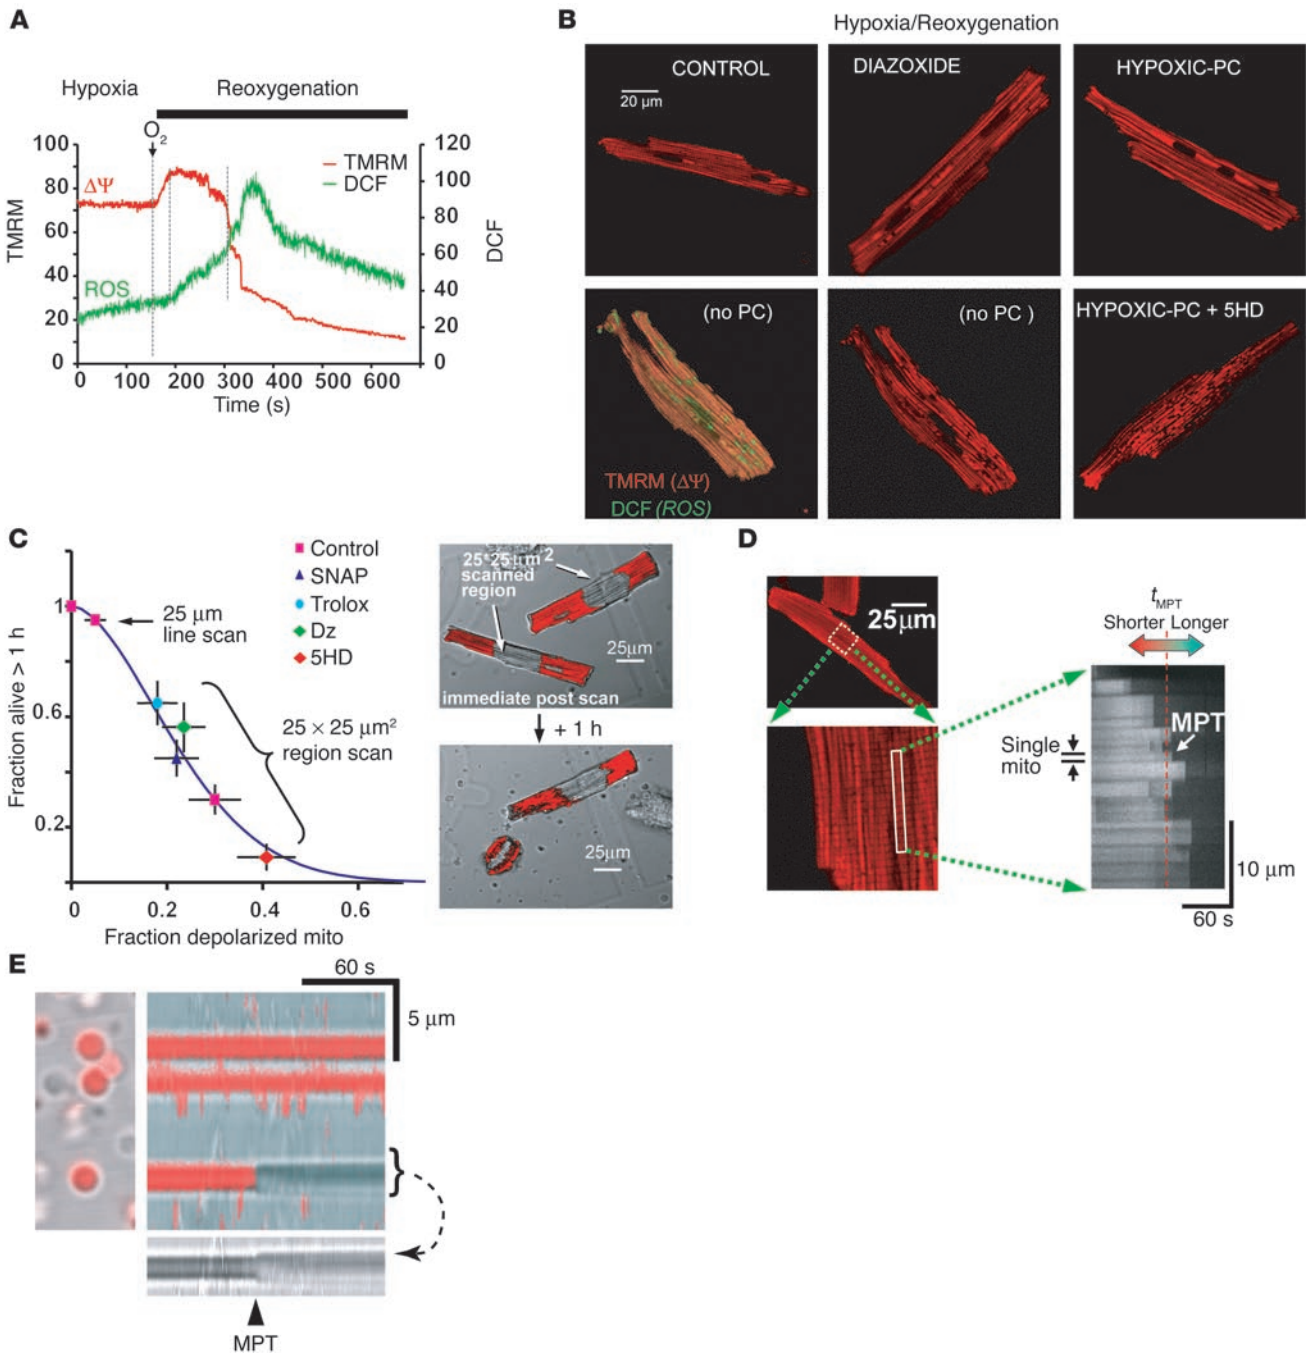 A
Hypoxia Reoxygenation
O2
100
80
60
40
20
0
120
100
80
60
40
20
0
TMRM
DCF
ΔΨ
ROS
TMRM
DCF
0 100 200 300 400 500 600
Time (s)
B
Hypoxia/Reoxygenation
CONTROL
20 µm
DIAZOXIDE
HYPOXIC-PC
(no PC)
TMRM (ΔΨ)
DCF (ROS)
(no PC )
HYPOXIC-PC + 5HD
C
Fraction alive > 1 h
1
0.6
0.2
0 0.2 0.4 0.6
Fraction depolarized mito
Control
SNAP
Trolox
Dz
5HD
25 µm
line scan
25 × 25 µm2
region scan
25*25µm2
scanned
region
25µm
immediate post scan
+ 1 h
25µm
D
25µm
tMPT
Shorter Longer
MPT
Single
mito
10 µm
60 s
E
60 s
5 µm
MPT